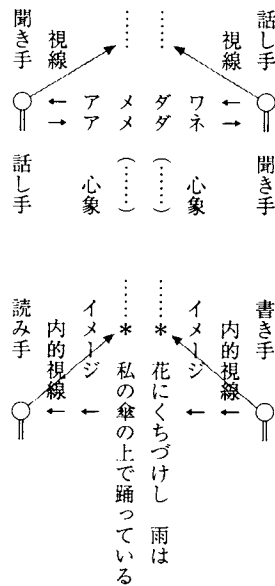 話し手
聞き手
視線
ワネ
心象
……
ダダ
(……)
……
メメ
(……)
アア
心象
視線
聞き手
話し手
書き手
内的視線
イメージ
……* 花にくちづけし 雨は
……* 私の傘の上で踊っている
イメージ
内的視線
読み手